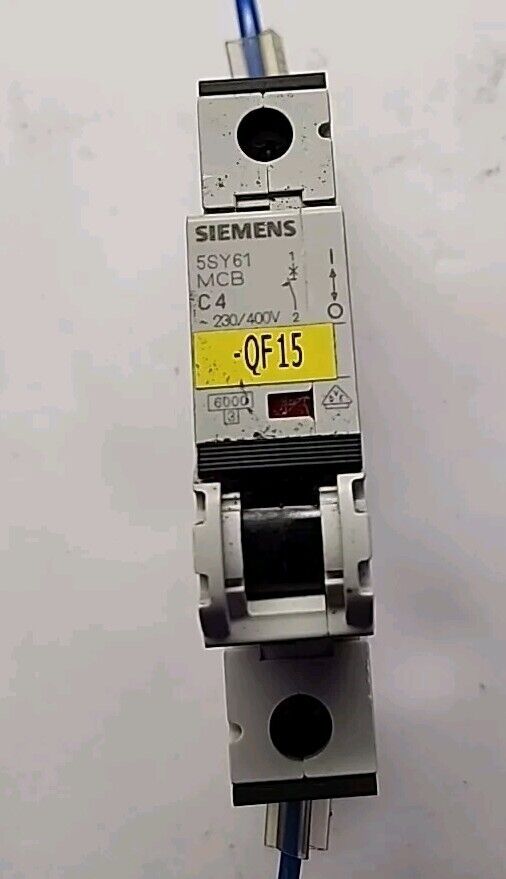 SIEMENS
5SY61 1
MCB
C4
~ 230/400V 2
-QF15
6000
3